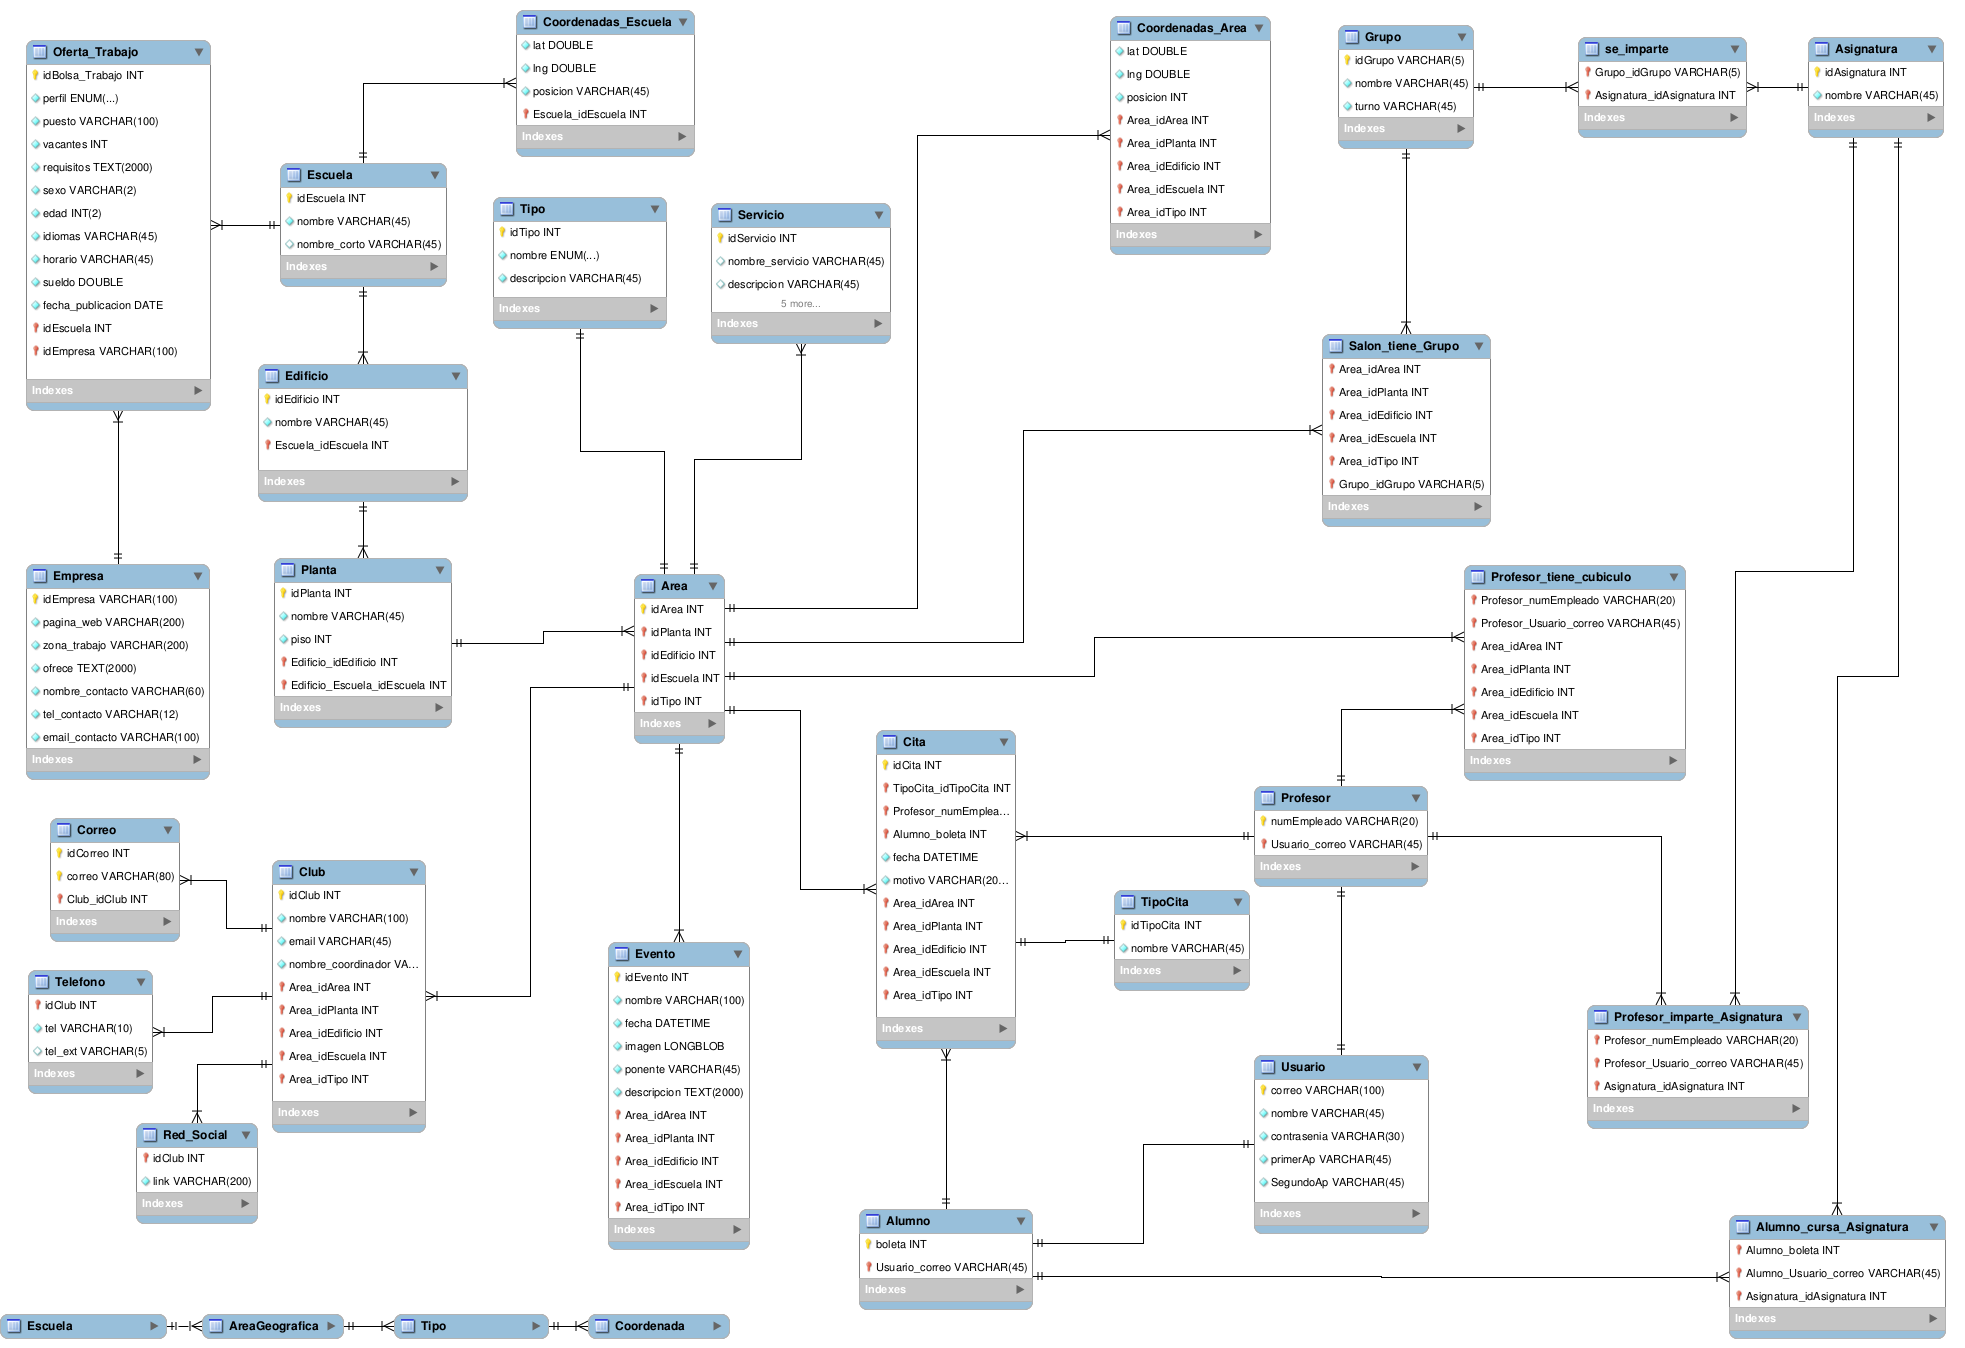 Oferta_Trabajo
idBolsa_Trabajo INT
perfil ENUM(...)
puesto VARCHAR(100)
vacantes INT
requisitos TEXT(2000)
sexo VARCHAR(2)
edad INT(2)
idiomas VARCHAR(45)
horario VARCHAR(45)
sueldo DOUBLE
fecha_publicacion DATE
idEscuela INT
idEmpresa VARCHAR(100)
Indexes
Coordenadas_Escuela
lat DOUBLE
lng DOUBLE
posicion VARCHAR(45)
Escuela_idEscuela INT
Indexes
Escuela
idEscuela INT
nombre VARCHAR(45)
nombre_corto VARCHAR(45)
Indexes
Tipo
idTipo INT
nombre ENUM(...)
descripcion VARCHAR(45)
Indexes
Servicio
idServicio INT
nombre_servicio VARCHAR(45)
descripcion VARCHAR(45)
5 more...
Indexes
Coordenadas_Area
lat DOUBLE
lng DOUBLE
posicion INT
Area_idArea INT
Area_idPlanta INT
Area_idEdificio INT
Area_idEscuela INT
Area_idTipo INT
Indexes
Grupo
idGrupo VARCHAR(5)
nombre VARCHAR(45)
turno VARCHAR(45)
Indexes
se_imparte
Grupo_idGrupo VARCHAR(5)
Asignatura_idAsignatura INT
Indexes
Asignatura
idAsignatura INT
nombre VARCHAR(45)
Indexes
Edificio
idEdificio INT
nombre VARCHAR(45)
Escuela_idEscuela INT
Indexes
Salon_tiene_Grupo
Area_idArea INT
Area_idPlanta INT
Area_idEdificio INT
Area_idEscuela INT
Area_idTipo INT
Grupo_idGrupo VARCHAR(5)
Indexes
Empresa
idEmpresa VARCHAR(100)
pagina_web VARCHAR(200)
zona_trabajo VARCHAR(200)
ofrece TEXT(2000)
nombre_contacto VARCHAR(60)
tel_contacto VARCHAR(12)
email_contacto VARCHAR(100)
Indexes
Planta
idPlanta INT
nombre VARCHAR(45)
piso INT
Edificio_idEdificio INT
Edificio_Escuela_idEscuela INT
Indexes
Area
idArea INT
idPlanta INT
idEdificio INT
idEscuela INT
idTipo INT
Indexes
Profesor_tiene_cubiculo
Profesor_numEmpleado VARCHAR(20)
Profesor_Usuario_correo VARCHAR(45)
Area_idArea INT
Area_idPlanta INT
Area_idEdificio INT
Area_idEscuela INT
Area_idTipo INT
Indexes
Cita
idCita INT
TipoCita_idTipoCita INT
Profesor_numEmplea...
Alumno_boleta INT
fecha DATETIME
motivo VARCHAR(20...
Area_idArea INT
Area_idPlanta INT
Area_idEdificio INT
Area_idEscuela INT
Area_idTipo INT
Indexes
Profesor
numEmpleado VARCHAR(20)
Usuario_correo VARCHAR(45)
Indexes
TipoCita
idTipoCita INT
nombre VARCHAR(45)
Indexes
Correo
idCorreo INT
correo VARCHAR(80)
Club_idClub INT
Indexes
Club
idClub INT
nombre VARCHAR(100)
email VARCHAR(45)
nombre_coordinador VA...
Area_idArea INT
Area_idPlanta INT
Area_idEdificio INT
Area_idEscuela INT
Area_idTipo INT
Indexes
Telefono
idClub INT
tel VARCHAR(10)
tel_ext VARCHAR(5)
Indexes
Red_Social
idClub INT
link VARCHAR(200)
Indexes
Evento
idEvento INT
nombre VARCHAR(100)
fecha DATETIME
imagen LONGBLOB
ponente VARCHAR(45)
descripcion TEXT(2000)
Area_idArea INT
Area_idPlanta INT
Area_idEdificio INT
Area_idEscuela INT
Area_idTipo INT
Indexes
Profesor_imparte_Asignatura
Profesor_numEmpleado VARCHAR(20)
Profesor_Usuario_correo VARCHAR(45)
Asignatura_idAsignatura INT
Indexes
Usuario
correo VARCHAR(100)
nombre VARCHAR(45)
contrasenia VARCHAR(30)
primerAp VARCHAR(45)
SegundoAp VARCHAR(45)
Indexes
Alumno
boleta INT
Usuario_correo VARCHAR(45)
Indexes
Alumno_cursa_Asignatura
Alumno_boleta INT
Alumno_Usuario_correo VARCHAR(45)
Asignatura_idAsignatura INT
Indexes
Escuela
AreaGeografica
Tipo
Coordenada